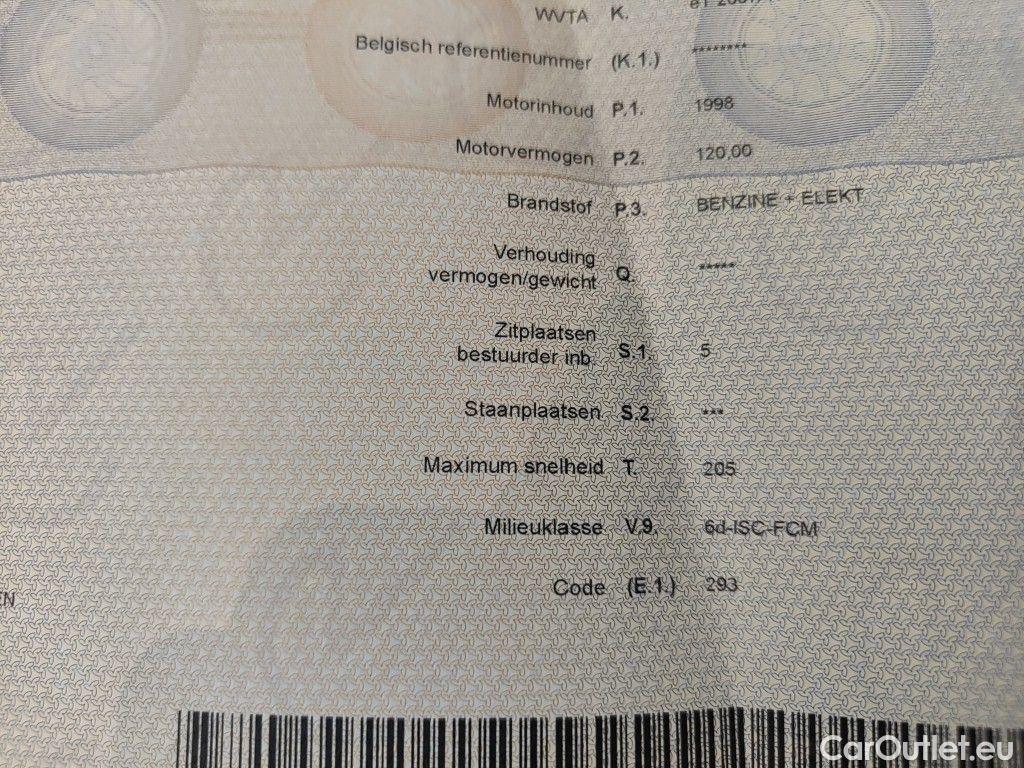 WVTA K.
Belgisch referentienummer (K.1.) ********
Motorinhoud P.1. 1998
Motorvermogen P.2. 120,00
Brandstof P.3. BENZINE + ELEKT
Verhouding
vermogen/gewicht Q. *****
Zitplaatsen
bestuurder inb. S.1. 5
Staanplaatsen S.2. ***
Maximum snelheid T. 205
Milieuklasse V.9. 6d-ISC-FCM
Code (E.1.) 293
EN
CarOutlet.eu